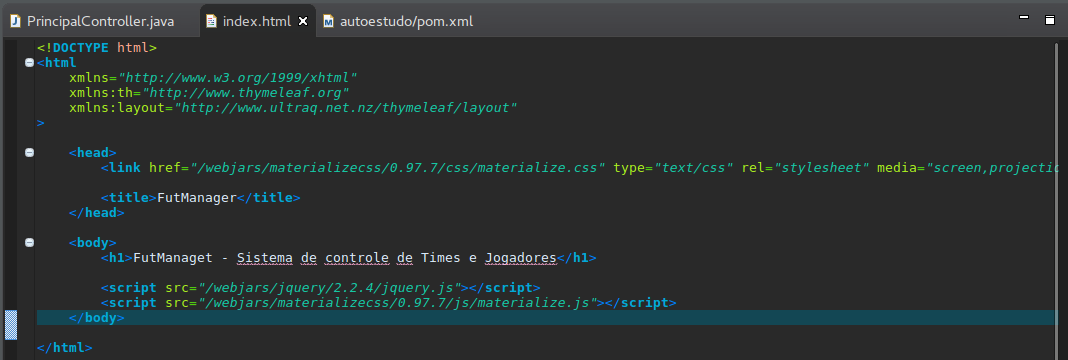 PrincipalController.java index.html autoestudo/pom.xml
<!DOCTYPE html>
<html
xmlns="http://www.w3.org/1999/xhtml"
xmlns:th="http://www.thymeleaf.org"
xmlns:layout="http://www.ultraq.net.nz/thymeleaf/layout"
>
<head>
<link href="/webjars/materializecss/0.97.7/css/materialize.css" type="text/css" rel="stylesheet" media="screen,projectio
<title>FutManager</title>
</head>
<body>
<h1>FutManaget - Sistema de controle de Times e Jogadores</h1>
<script src="/webjars/jquery/2.2.4/jquery.js"></script>
<script src="/webjars/materializecss/0.97.7/js/materialize.js"></script>
</body>
</html>